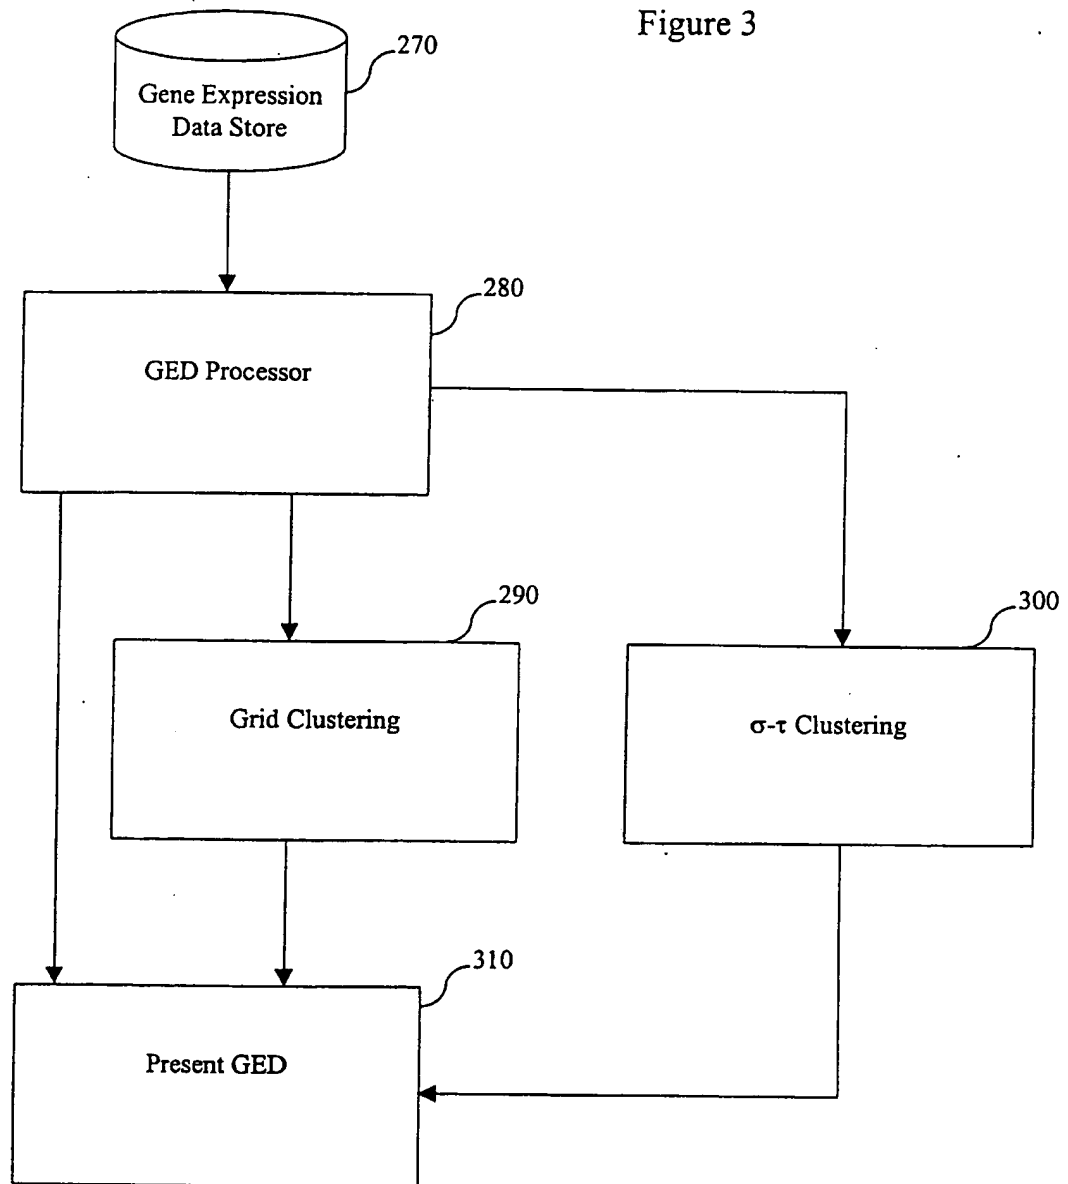 Figure 3
270
Gene Expression
Data Store
280
GED Processor
290
300
Grid Clustering
σ-τ Clustering
310
Present GED